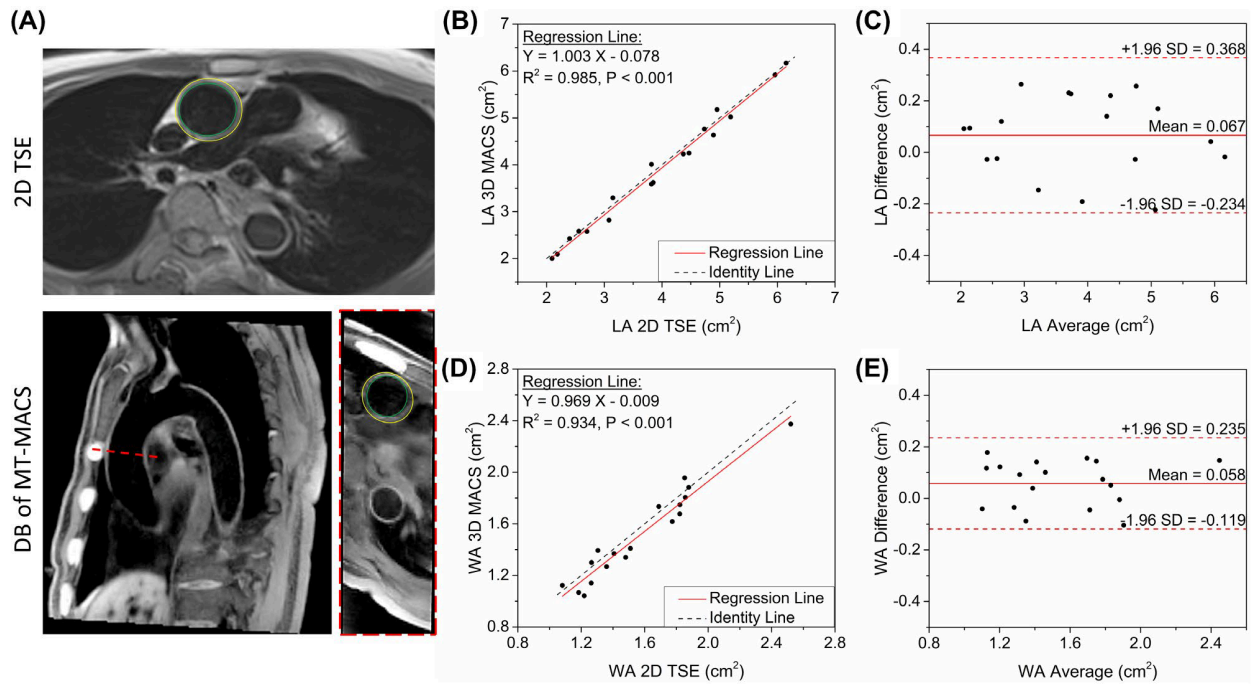 (A)
2D TSE
DB of MT-MACS
(B)
Regression Line:
Y = 1.003 X - 0.078
R² = 0.985, P < 0.001
7
6
5
4
3
2
LA 3D MACS (cm²)
Regression Line
Identity Line
2 3 4 5 6 7
LA 2D TSE (cm²)
(C)
0.4
0.2
0.0
-0.2
-0.4
LA Difference (cm²)
+1.96 SD = 0.368
Mean = 0.067
-1.96 SD = -0.234
2 3 4 5 6
LA Average (cm²)
(D)
Regression Line:
Y = 0.969 X - 0.009
R² = 0.934, P < 0.001
2.8
2.4
2.0
1.6
1.2
0.8
WA 3D MACS (cm²)
Regression Line
Identity Line
0.8 1.2 1.6 2.0 2.4 2.8
WA 2D TSE (cm²)
(E)
0.4
0.2
0.0
-0.2
-0.4
WA Difference (cm²)
+1.96 SD = 0.235
Mean = 0.058
-1.96 SD = -0.119
0.8 1.2 1.6 2.0 2.4
WA Average (cm²)